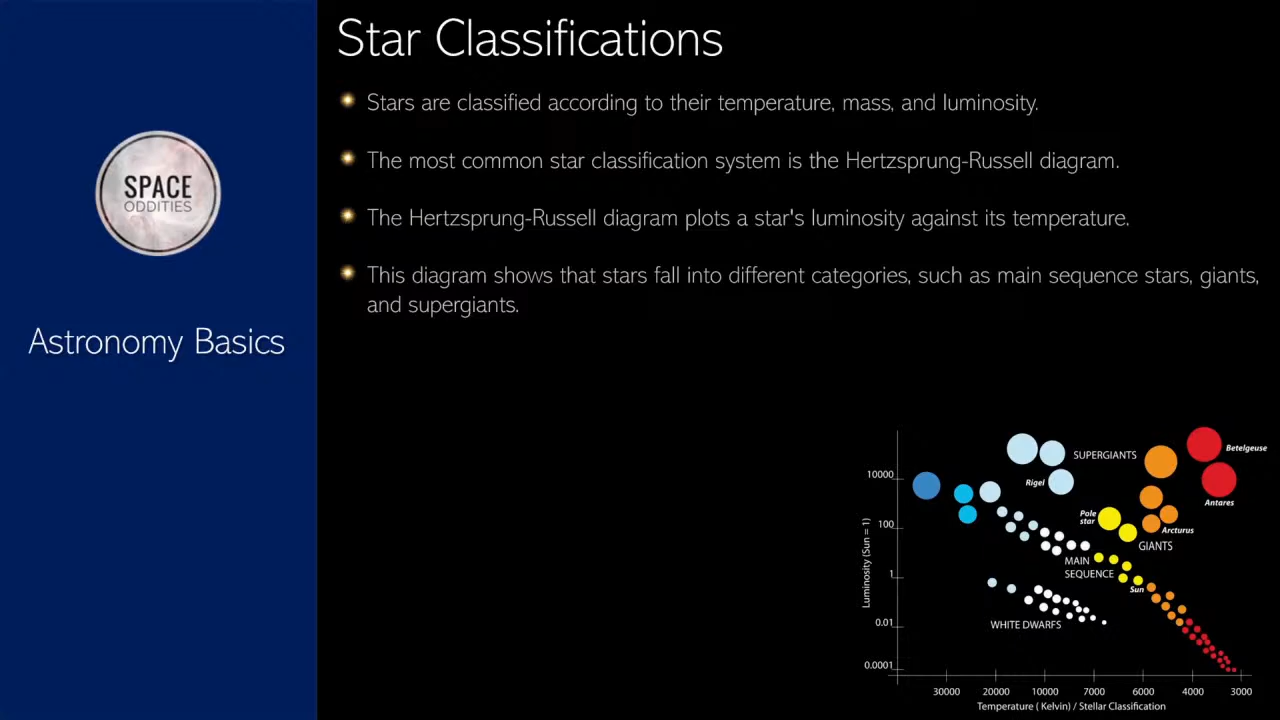 Star Classifications
Stars are classified according to their temperature, mass, and luminosity.
The most common star classification system is the Hertzsprung-Russell diagram.
The Hertzsprung-Russell diagram plots a star's luminosity against its temperature.
This diagram shows that stars fall into different categories, such as main sequence stars, giants,
and supergiants.
SPACE
ODDITIES
Astronomy Basics
Betelgeuse
SUPERGIANTS
10000
Rigel
Antares
Pole
star
100
Arcturus
GIANTS
MAIN
SEQUENCE
Luminosity (Sun = 1)
1
Sun
WHITE DWARFS
0.01
0.0001
30000 20000 10000 7000 6000 4000 3000
Temperature ( Kelvin) / Stellar Classification